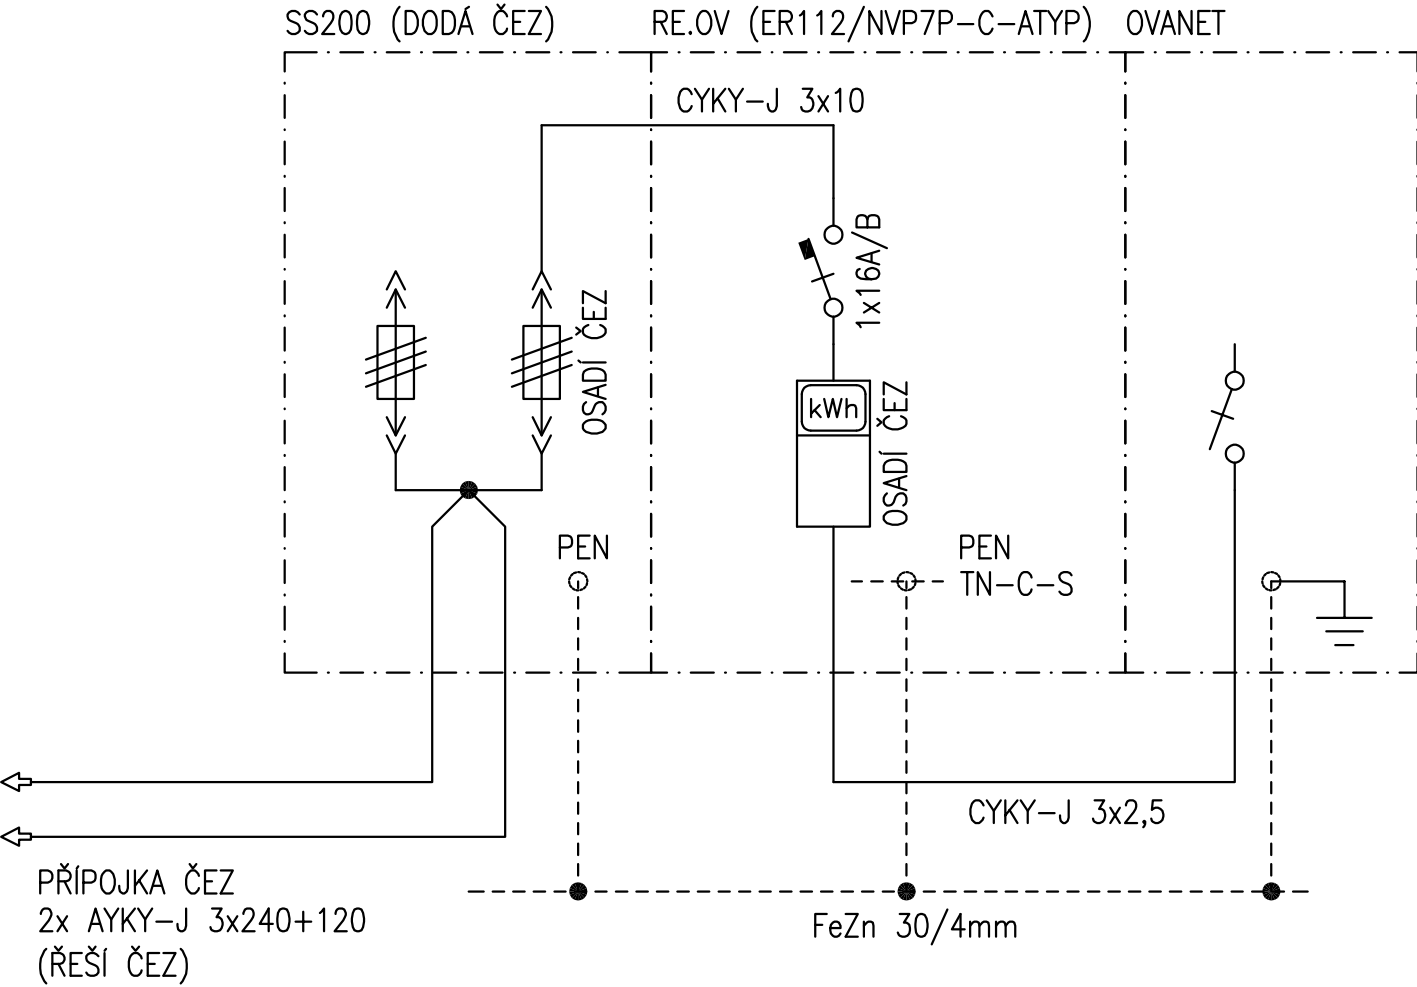 SS200 (DODÁ ČEZ)
RE.OV (ER112/NVP7P-C-ATYP)
OVANET
CYKY-J 3x10
1x16A/B
OSADÍ ČEZ
kWh
OSADÍ ČEZ
PEN
PEN
TN-C-S
CYKY-J 3x2,5
PŘÍPOJKA ČEZ
2x AYKY-J 3x240+120
(ŘEŠÍ ČEZ)
FeZn 30/4mm